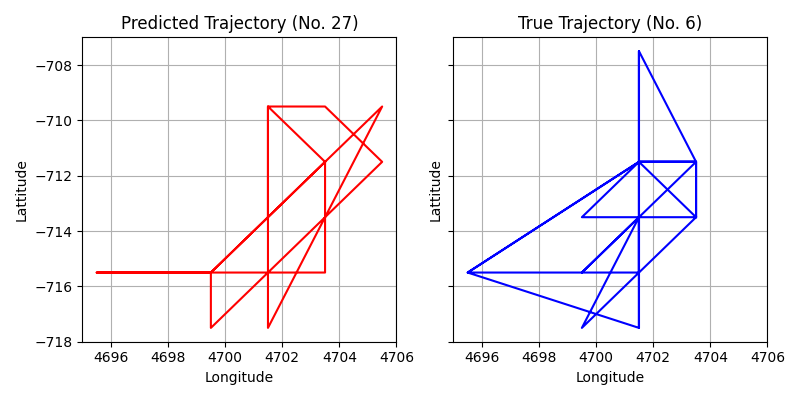 Predicted Trajectory (No. 27)
True Trajectory (No. 6)
−708
−710
−712
−714
−716
−718
Lattitude
Lattitude
4696 4698 4700 4702 4704 4706
4696 4698 4700 4702 4704 4706
Longitude
Longitude